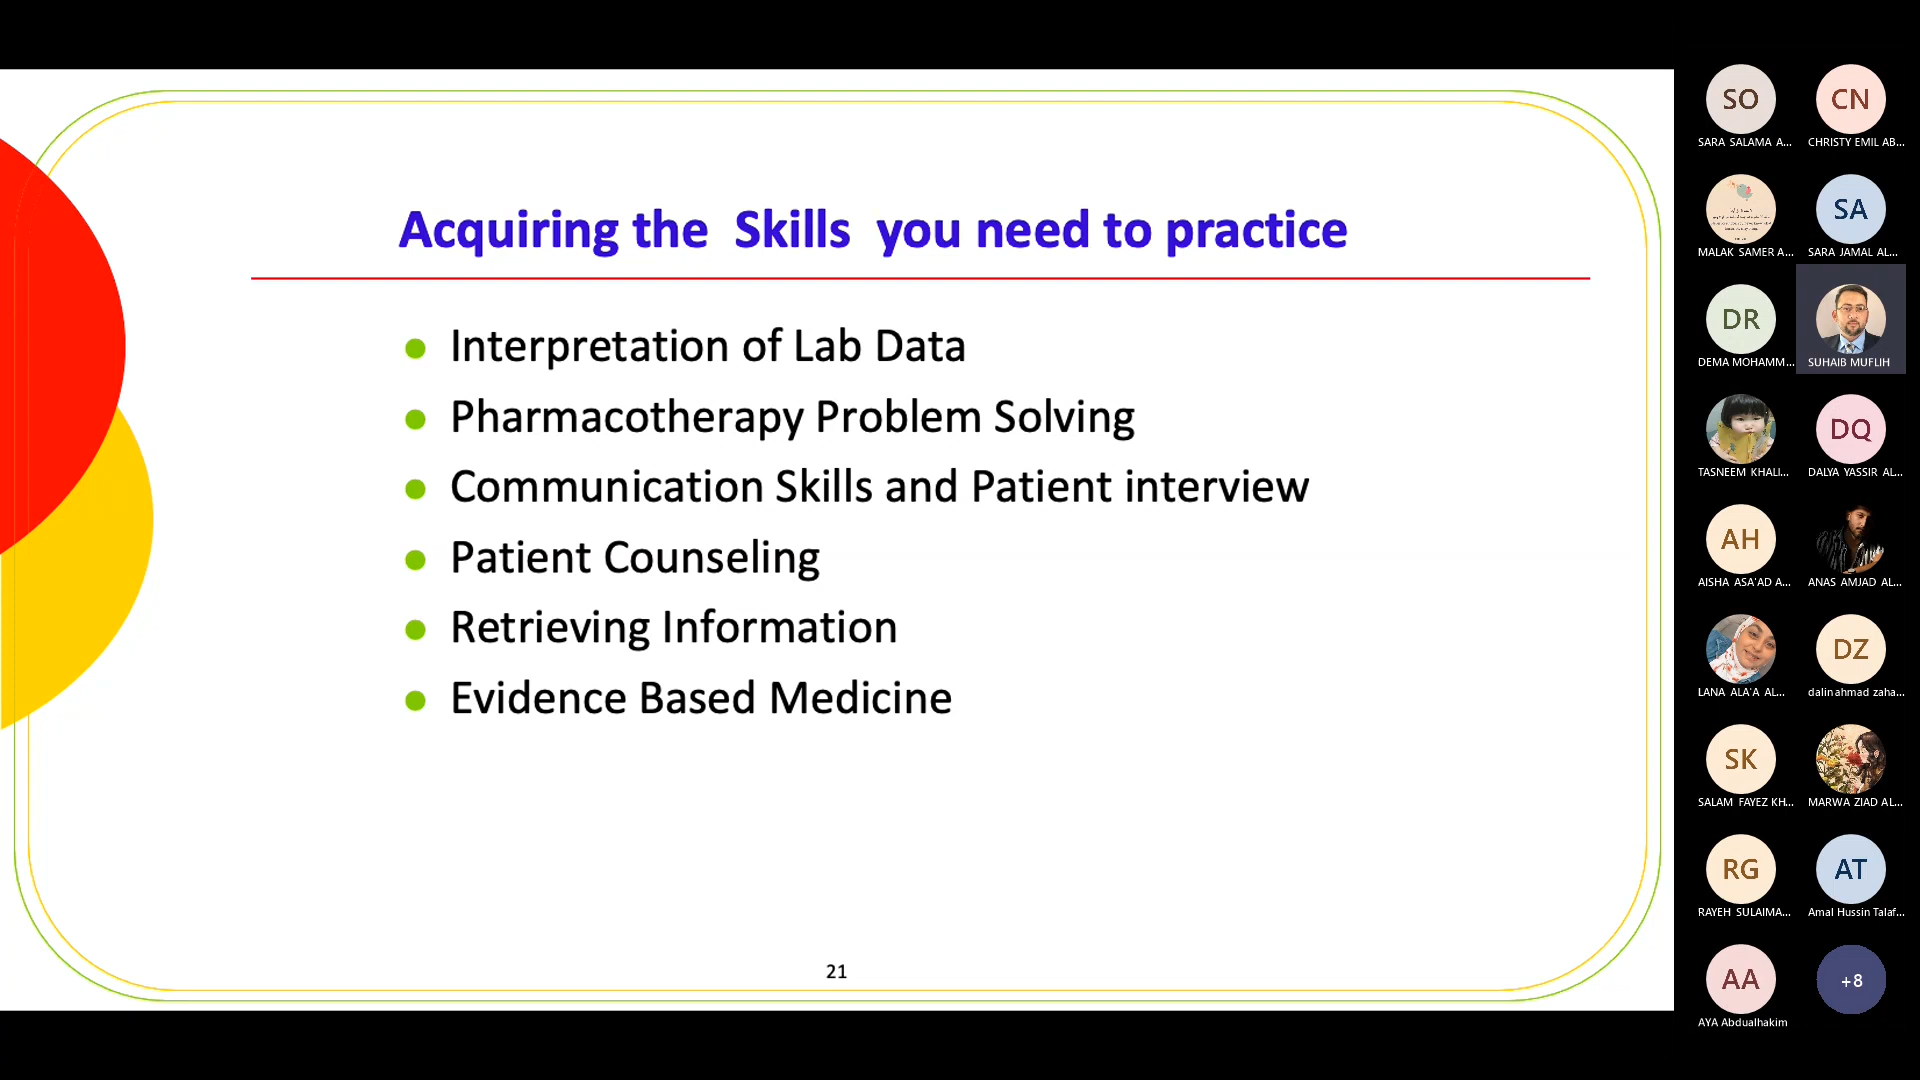 Acquiring the  Skills  you need to practice
Interpretation of Lab Data
Pharmacotherapy Problem Solving
Communication Skills and Patient interview
Patient Counseling
Retrieving Information
Evidence Based Medicine
21
SO
SARA SALAMA A...
CN
CHRISTY EMIL AB...
MALAK SAMER A...
SA
SARA JAMAL AL...
DR
DEMA MOHAMM...
SUHAIB MUFLIH
TASNEEM KHALI...
DQ
DALYA YASSIR AL...
AH
AISHA ASA'AD A...
ANAS AMJAD AL...
LANA ALA'A AL...
DZ
dalinahmad zaha...
SK
SALAM FAYEZ KH...
MARWA ZIAD AL...
RG
RAYEH SULAIMA...
AT
Amal Hussin Talaf...
AA
AYA Abdualhakim
+8